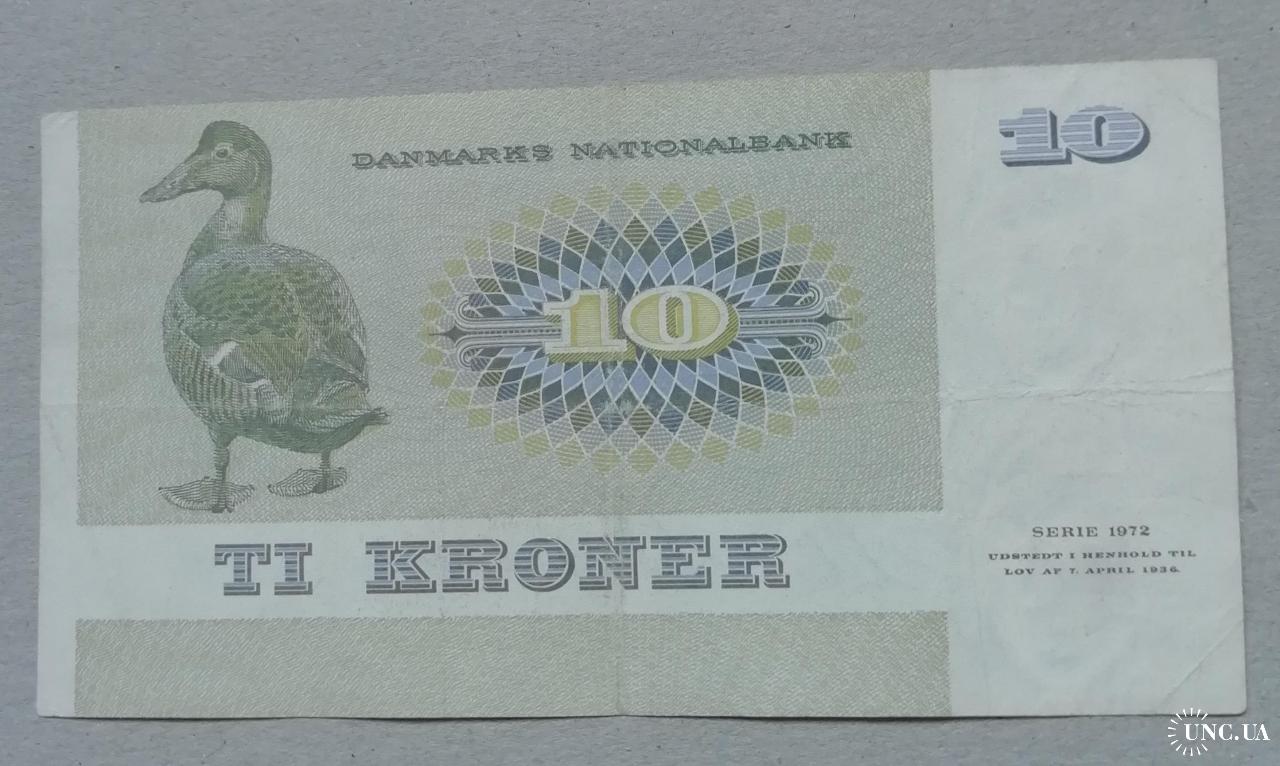 DANMARKS NATIONALBANK
10
10
TI KRONER
SERIE 1972
UDSTEDT I HENHOLD TIL
LOV AF 7. APRIL 1936.
UNC.UA